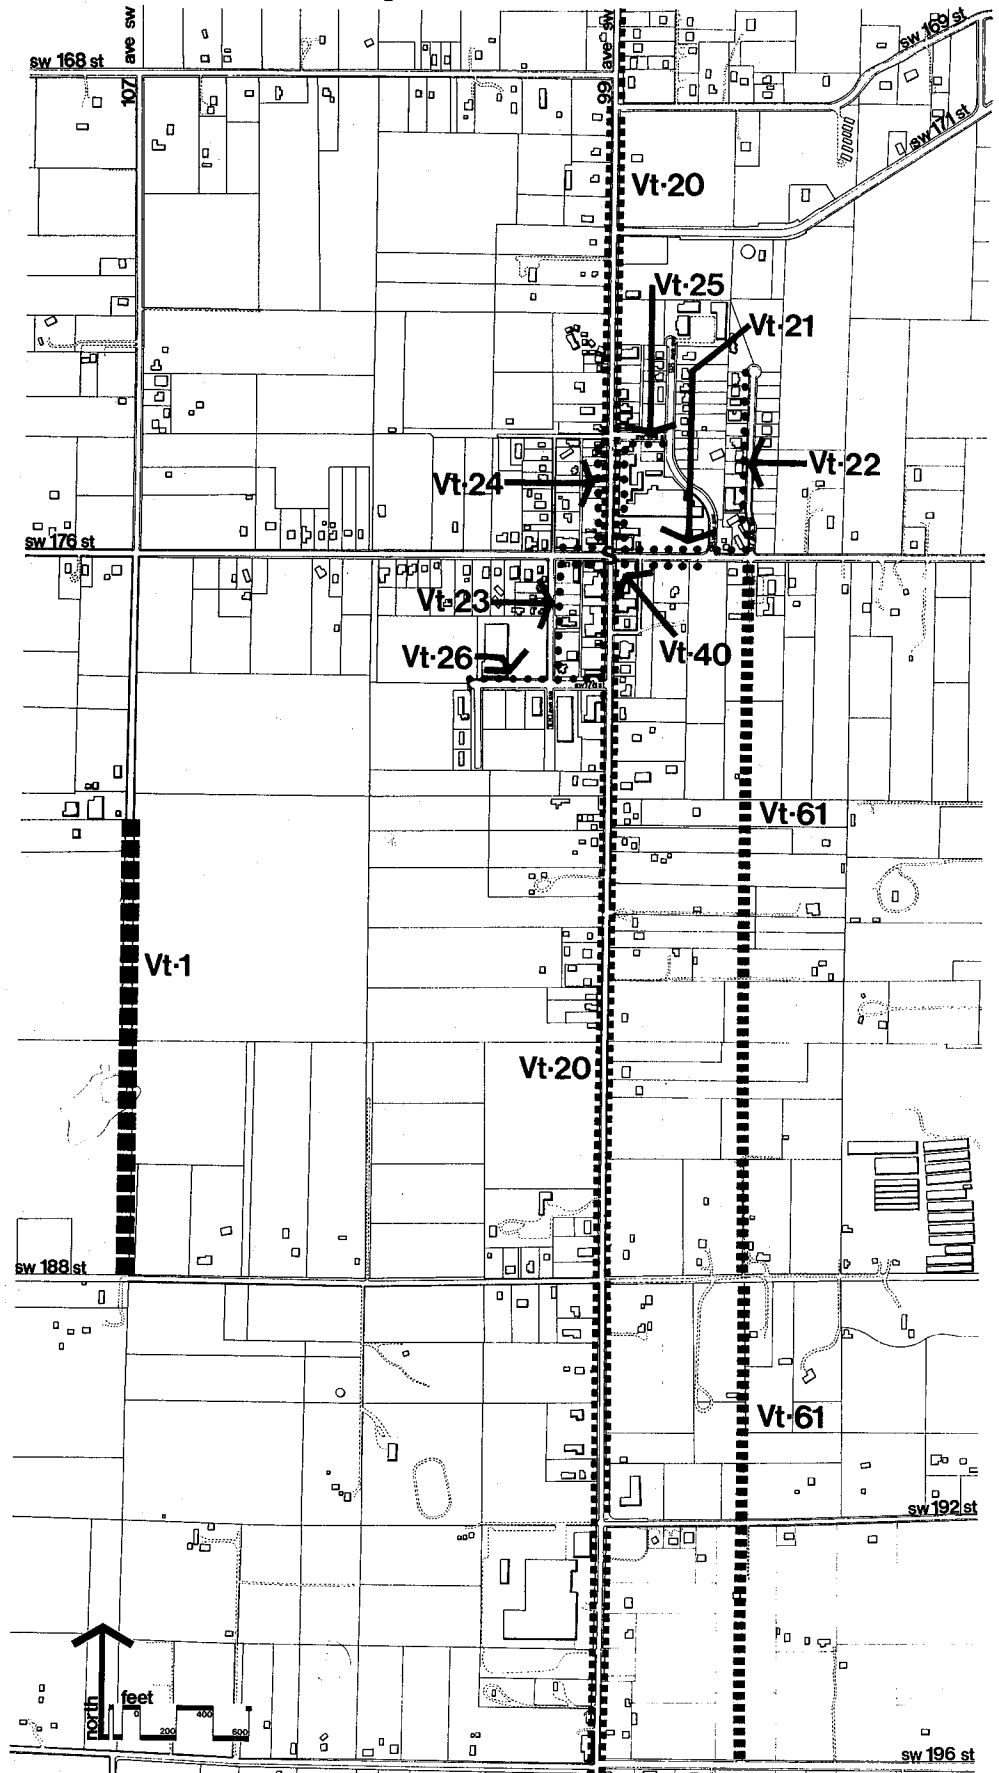 ave sw
107
ave sw
99
sw 168 st
sw 169 st
sw 171 st
Vt·20
Vt·25
Vt·21
Vt·24
Vt·22
sw 176 st
S
Vt·23
Vt·26
Vt·40
Vt·61
Vt·1
Vt·20
sw 188 st
Vt·61
sw 192 st
north
feet
0
200
400
600
sw 196 st